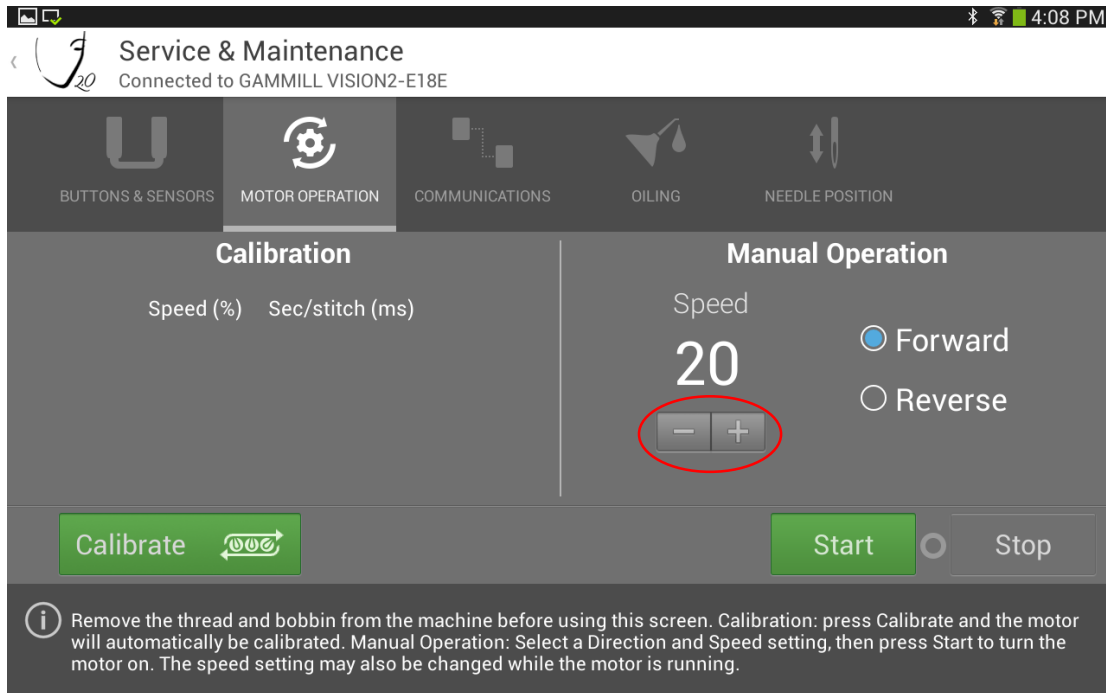 4:08 PM
Service & Maintenance
20
Connected to GAMMILL VISION2-E18E
BUTTONS & SENSORS
MOTOR OPERATION
COMMUNICATIONS
OILING
NEEDLE POSITION
Calibration
Speed (%) Sec/stitch (ms)
Manual Operation
Speed
20
− +
Forward
Reverse
Calibrate
Start
Stop
Remove the thread and bobbin from the machine before using this screen. Calibration: press Calibrate and the motor
will automatically be calibrated. Manual Operation: Select a Direction and Speed setting, then press Start to turn the
motor on. The speed setting may also be changed while the motor is running.